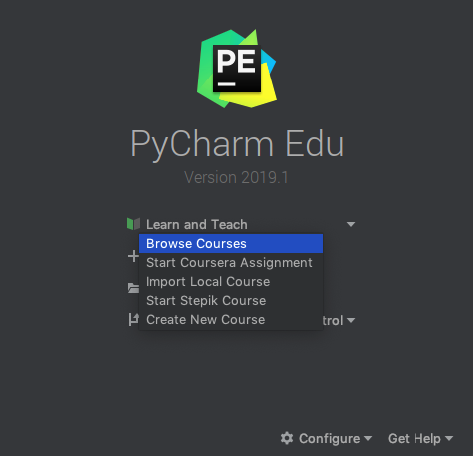 PE
PyCharm Edu
Version 2019.1
Learn and Teach
Browse Courses
Start Coursera Assignment
Import Local Course
Start Stepik Course
Create New Course
trol
Configure
Get Help